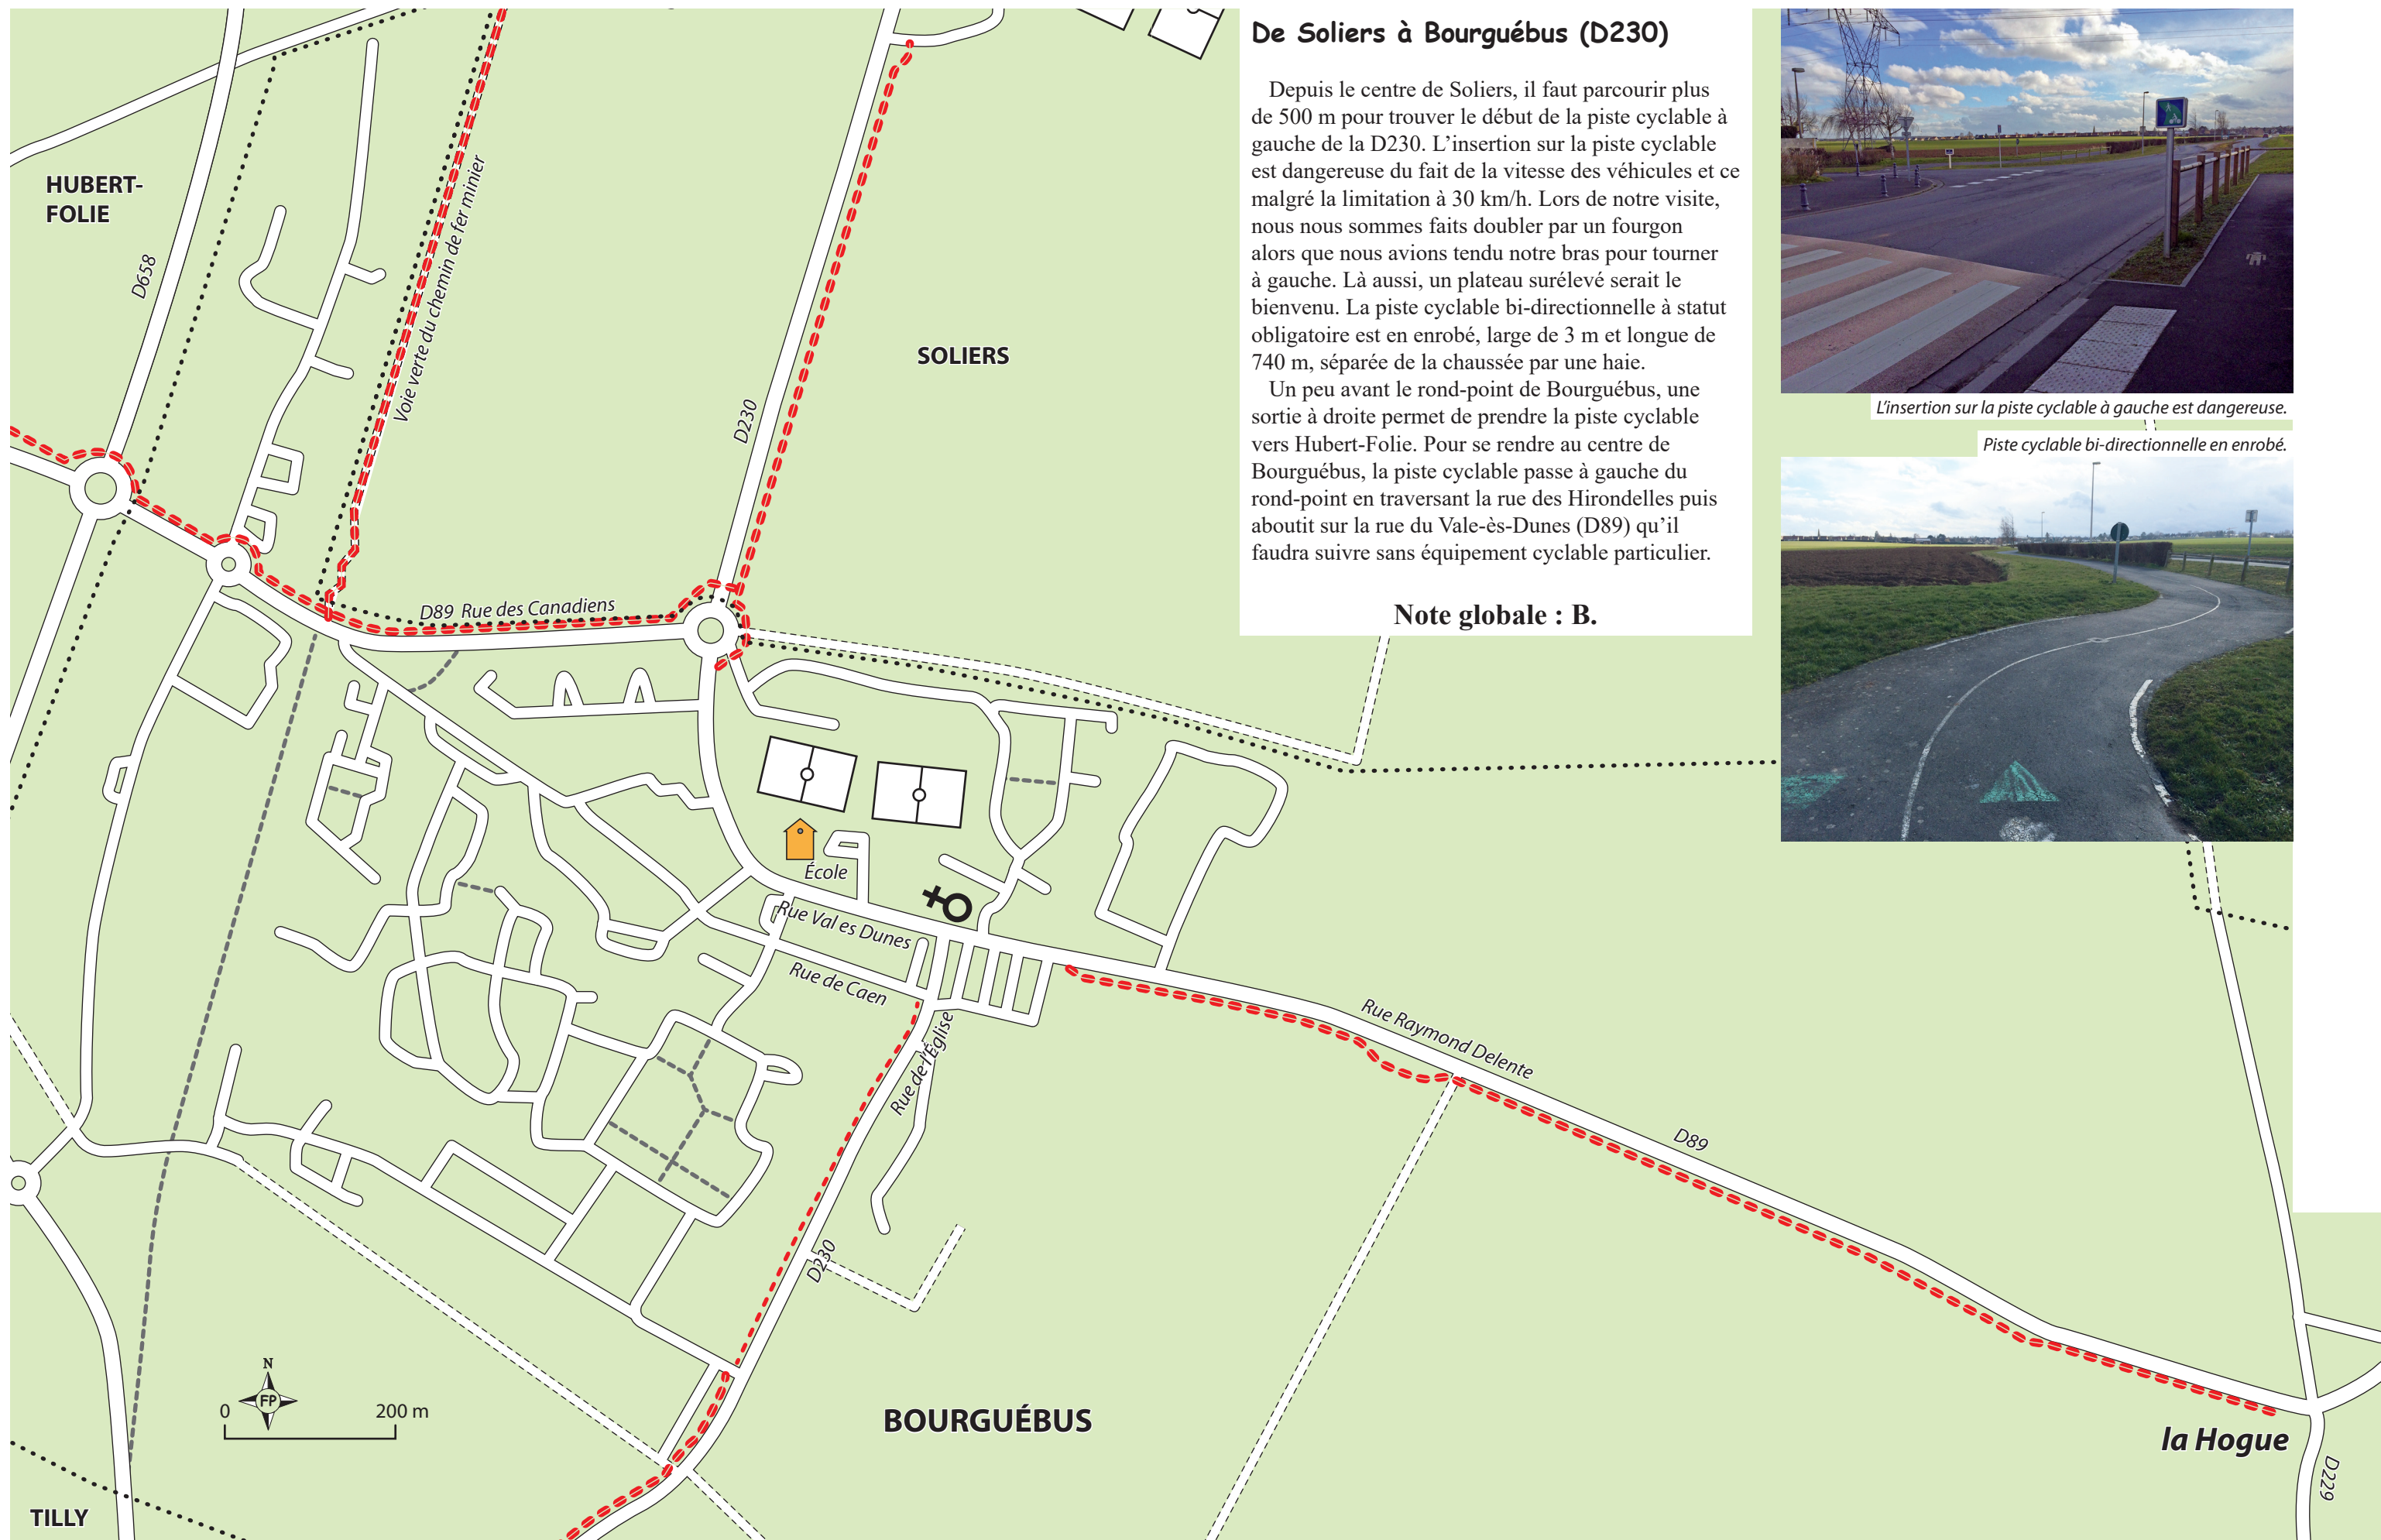 De Soliers à Bourguébus (D230)
Depuis le centre de Soliers, il faut parcourir plus
de 500 m pour trouver le début de la piste cyclable à
gauche de la D230. L’insertion sur la piste cyclable
est dangereuse du fait de la vitesse des véhicules et ce
malgré la limitation à 30 km/h. Lors de notre visite,
nous nous sommes faits doubler par un fourgon
alors que nous avions tendu notre bras pour tourner
à gauche. Là aussi, un plateau surélevé serait le
bienvenu. La piste cyclable bi-directionnelle à statut
obligatoire est en enrobé, large de 3 m et longue de
740 m, séparée de la chaussée par une haie.
Un peu avant le rond-point de Bourguébus, une
sortie à droite permet de prendre la piste cyclable
vers Hubert-Folie. Pour se rendre au centre de
Bourguébus, la piste cyclable passe à gauche du
rond-point en traversant la rue des Hirondelles puis
aboutit sur la rue du Vale-ès-Dunes (D89) qu’il
faudra suivre sans équipement cyclable particulier.
Note globale : B.
L’insertion sur la piste cyclable à gauche est dangereuse.
Piste cyclable bi-directionnelle en enrobé.
HUBERT-
FOLIE
D658
Voie verte du chemin de fer minier
SOLIERS
D230
D89 Rue des Canadiens
École
Rue Val es Dunes
Rue de Caen
Rue de l’Église
Rue Raymond Delente
D89
D230
N
FP
0 200 m
BOURGUÉBUS
la Hogue
D229
TILLY